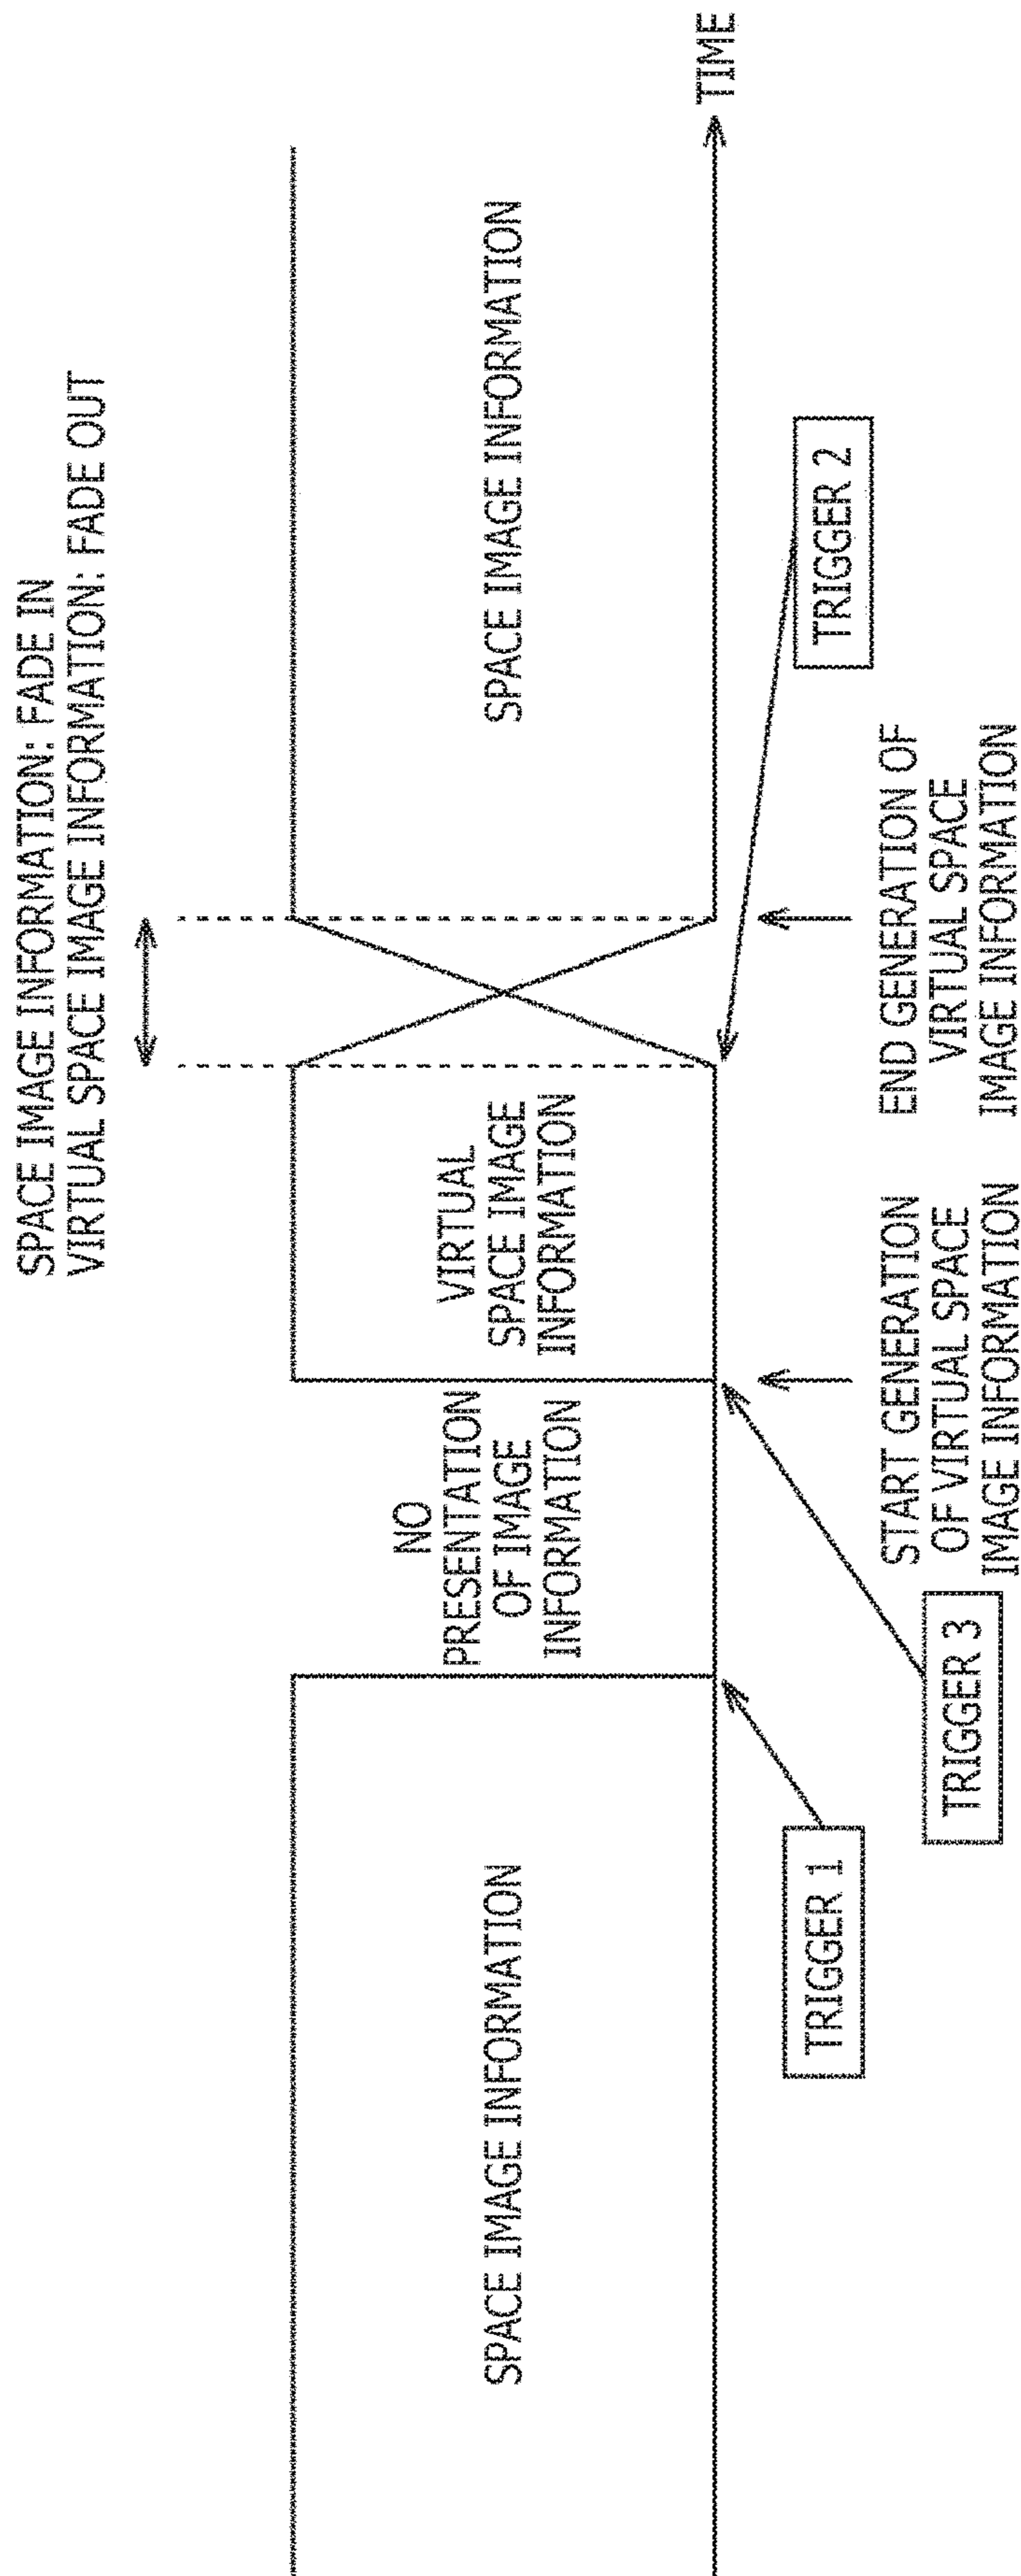 SPACE IMAGE INFORMATION: FADE IN
VIRTUAL SPACE IMAGE INFORMATION: FADE OUT
SPACE IMAGE INFORMATION
NO
PRESENTATION
OF IMAGE
INFORMATION
VIRTUAL
SPACE IMAGE
INFORMATION
SPACE IMAGE INFORMATION
TIME
TRIGGER 1
TRIGGER 3
START GENERATION
OF VIRTUAL SPACE
IMAGE INFORMATION
END GENERATION OF
VIRTUAL SPACE
IMAGE INFORMATION
TRIGGER 2